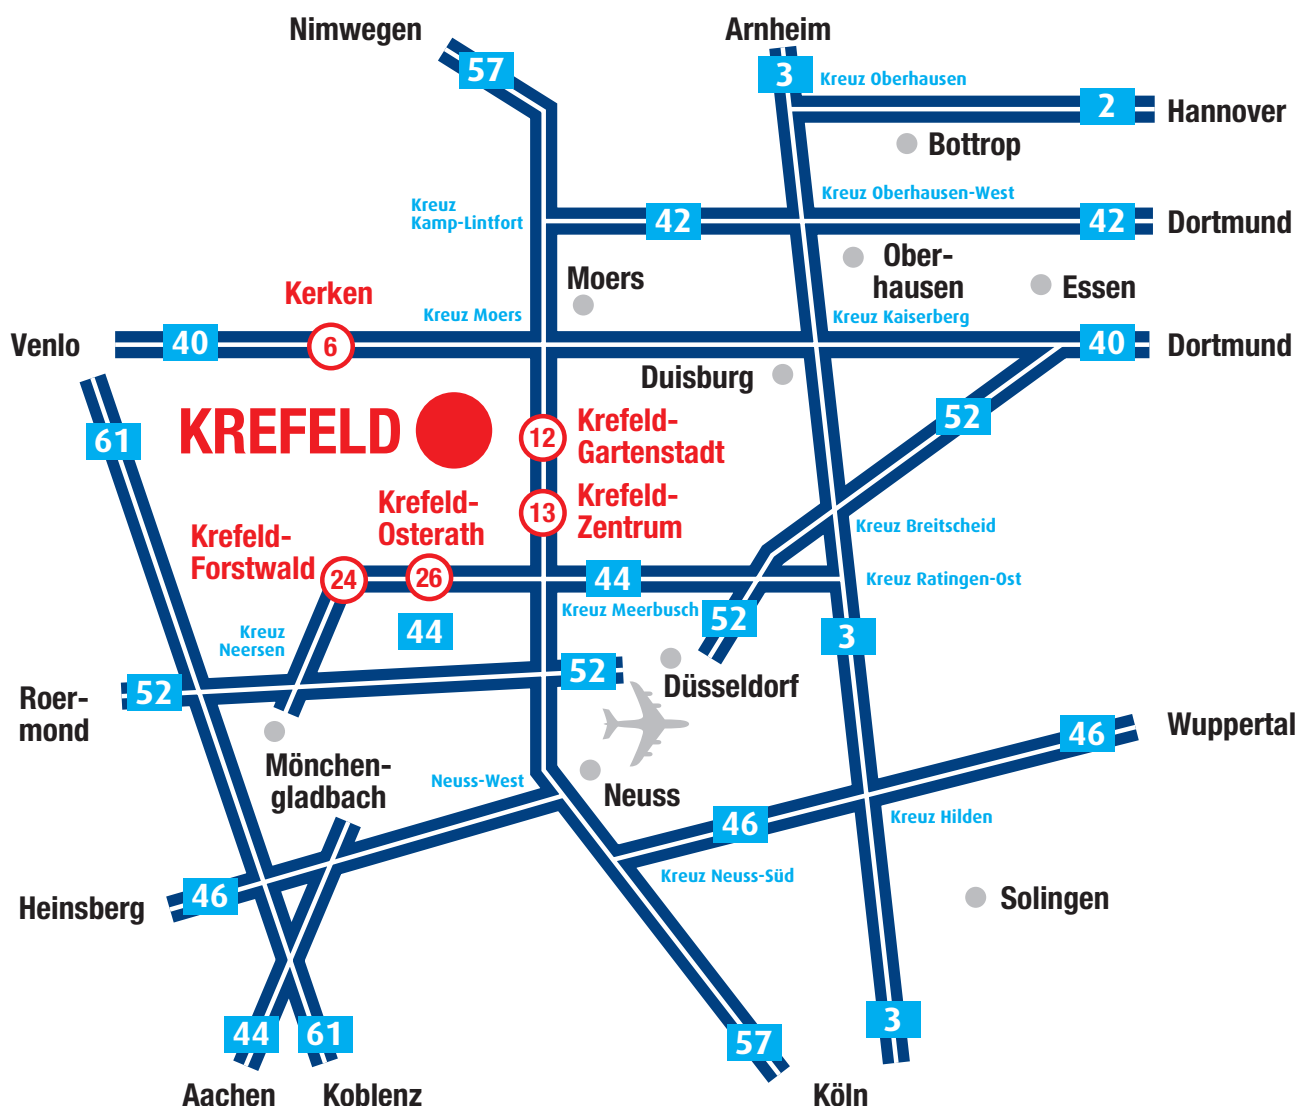 Nimwegen
Arnheim
57
3
Kreuz Oberhausen
2
Hannover
Bottrop
Kreuz
Kamp-Lintfort
42
Kreuz Oberhausen-West
42
Dortmund
Moers
Ober-
hausen
Essen
Kerken
Kreuz Moers
Kreuz Kaiserberg
Venlo
40
6
40
Dortmund
Duisburg
61
KREFELD
12
Krefeld-
Gartenstadt
52
Krefeld-
Osterath
13
Krefeld-
Zentrum
Kreuz Breitscheid
Krefeld-
Forstwald
24
26
44
Kreuz Ratingen-Ost
Kreuz Meerbusch
Kreuz
Neersen
44
52
3
Roer-
mond
52
52
Düsseldorf
Wuppertal
46
Mönchen-
gladbach
Neuss-West
Neuss
46
Kreuz Hilden
Kreuz Neuss-Süd
Heinsberg
46
Solingen
44
61
57
3
Aachen
Koblenz
Köln